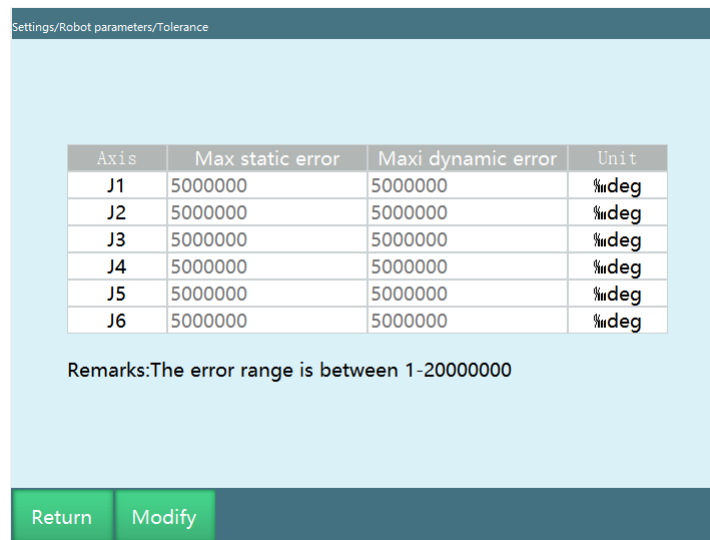 Settings/Robot parameters/Tolerance
Axis Max static error Maxi dynamic error Unit
J1 5000000 5000000 ‱deg
J2 5000000 5000000 ‱deg
J3 5000000 5000000 ‱deg
J4 5000000 5000000 ‱deg
J5 5000000 5000000 ‱deg
J6 5000000 5000000 ‱deg
Remarks:The error range is between 1-20000000
Return Modify